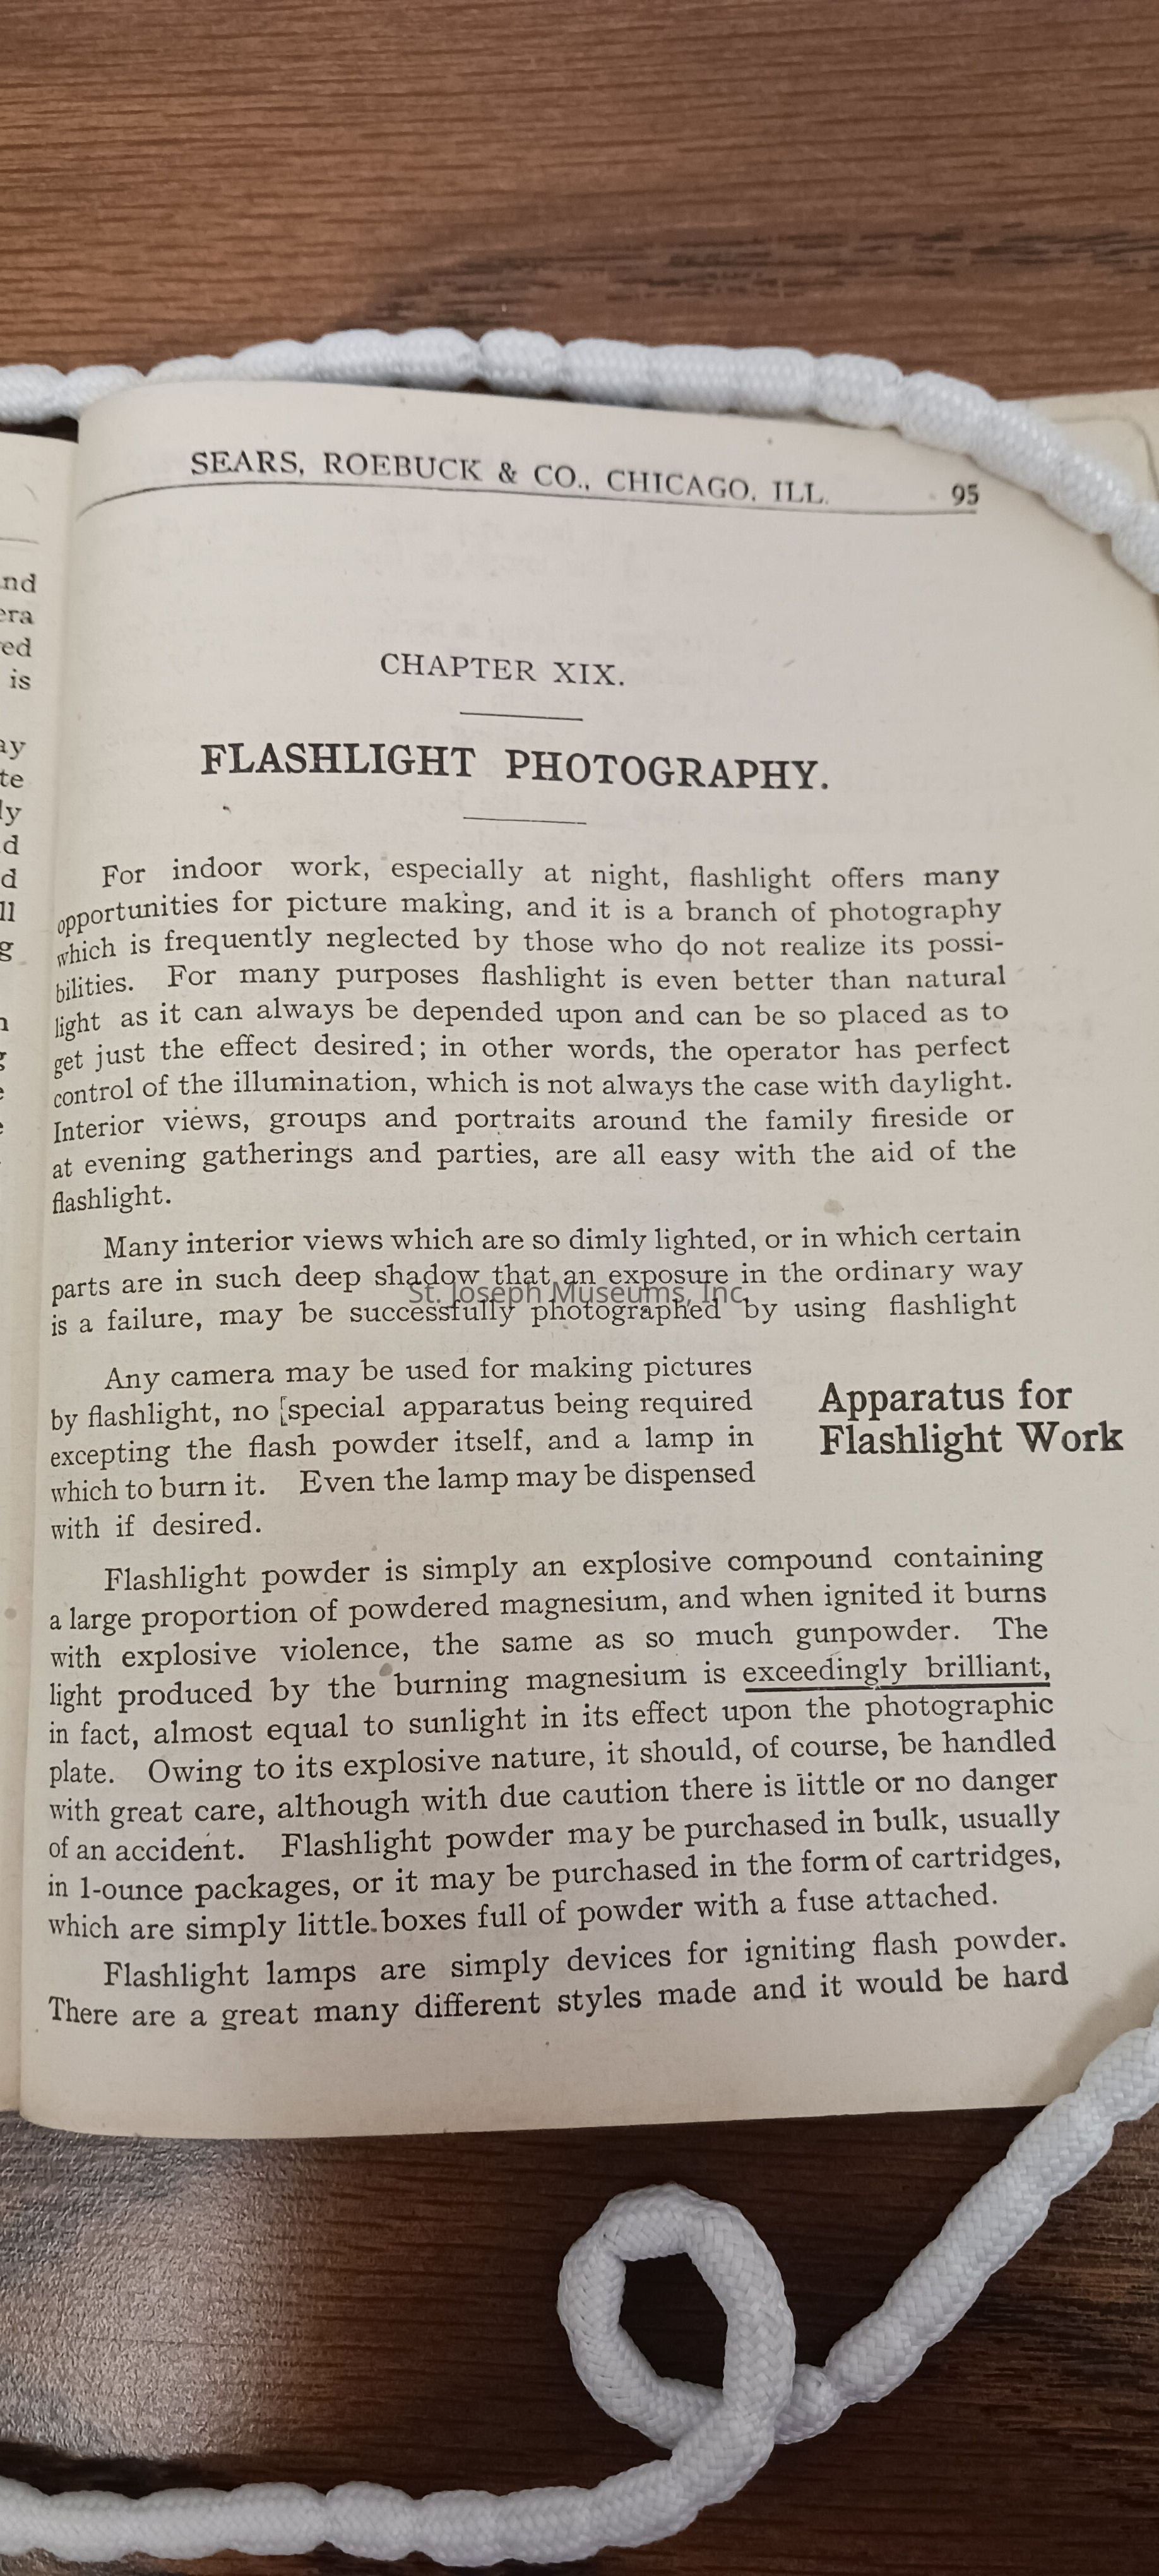 SEARS, ROEBUCK & CO., CHICAGO, ILL. 95
CHAPTER XIX.
FLASHLIGHT PHOTOGRAPHY.
For indoor work, especially at night, flashlight offers many
opportunities for picture making, and it is a branch of photography
which is frequently neglected by those who do not realize its possi-
bilities. For many purposes flashlight is even better than natural
light as it can always be depended upon and can be so placed as to
get just the effect desired; in other words, the operator has perfect
control of the illumination, which is not always the case with daylight.
Interior views, groups and portraits around the family fireside or
at evening gatherings and parties, are all easy with the aid of the
flashlight.
Many interior views which are so dimly lighted, or in which certain
parts are in such deep shadow that an exposure in the ordinary way
St. Joseph Museums, Inc.
is a failure, may be successfully photographed by using flashlight
Any camera may be used for making pictures
by flashlight, no [special apparatus being required
excepting the flash powder itself, and a lamp in
which to burn it. Even the lamp may be dispensed
with if desired.
Apparatus for
Flashlight Work
Flashlight powder is simply an explosive compound containing
a large proportion of powdered magnesium, and when ignited it burns
with explosive violence, the same as so much gunpowder. The
light produced by the burning magnesium is exceedingly brilliant,
in fact, almost equal to sunlight in its effect upon the photographic
plate. Owing to its explosive nature, it should, of course, be handled
with great care, although with due caution there is little or no danger
of an accident. Flashlight powder may be purchased in bulk, usually
in 1-ounce packages, or it may be purchased in the form of cartridges,
which are simply little boxes full of powder with a fuse attached.
Flashlight lamps are simply devices for igniting flash powder.
There are a great many different styles made and it would be hard